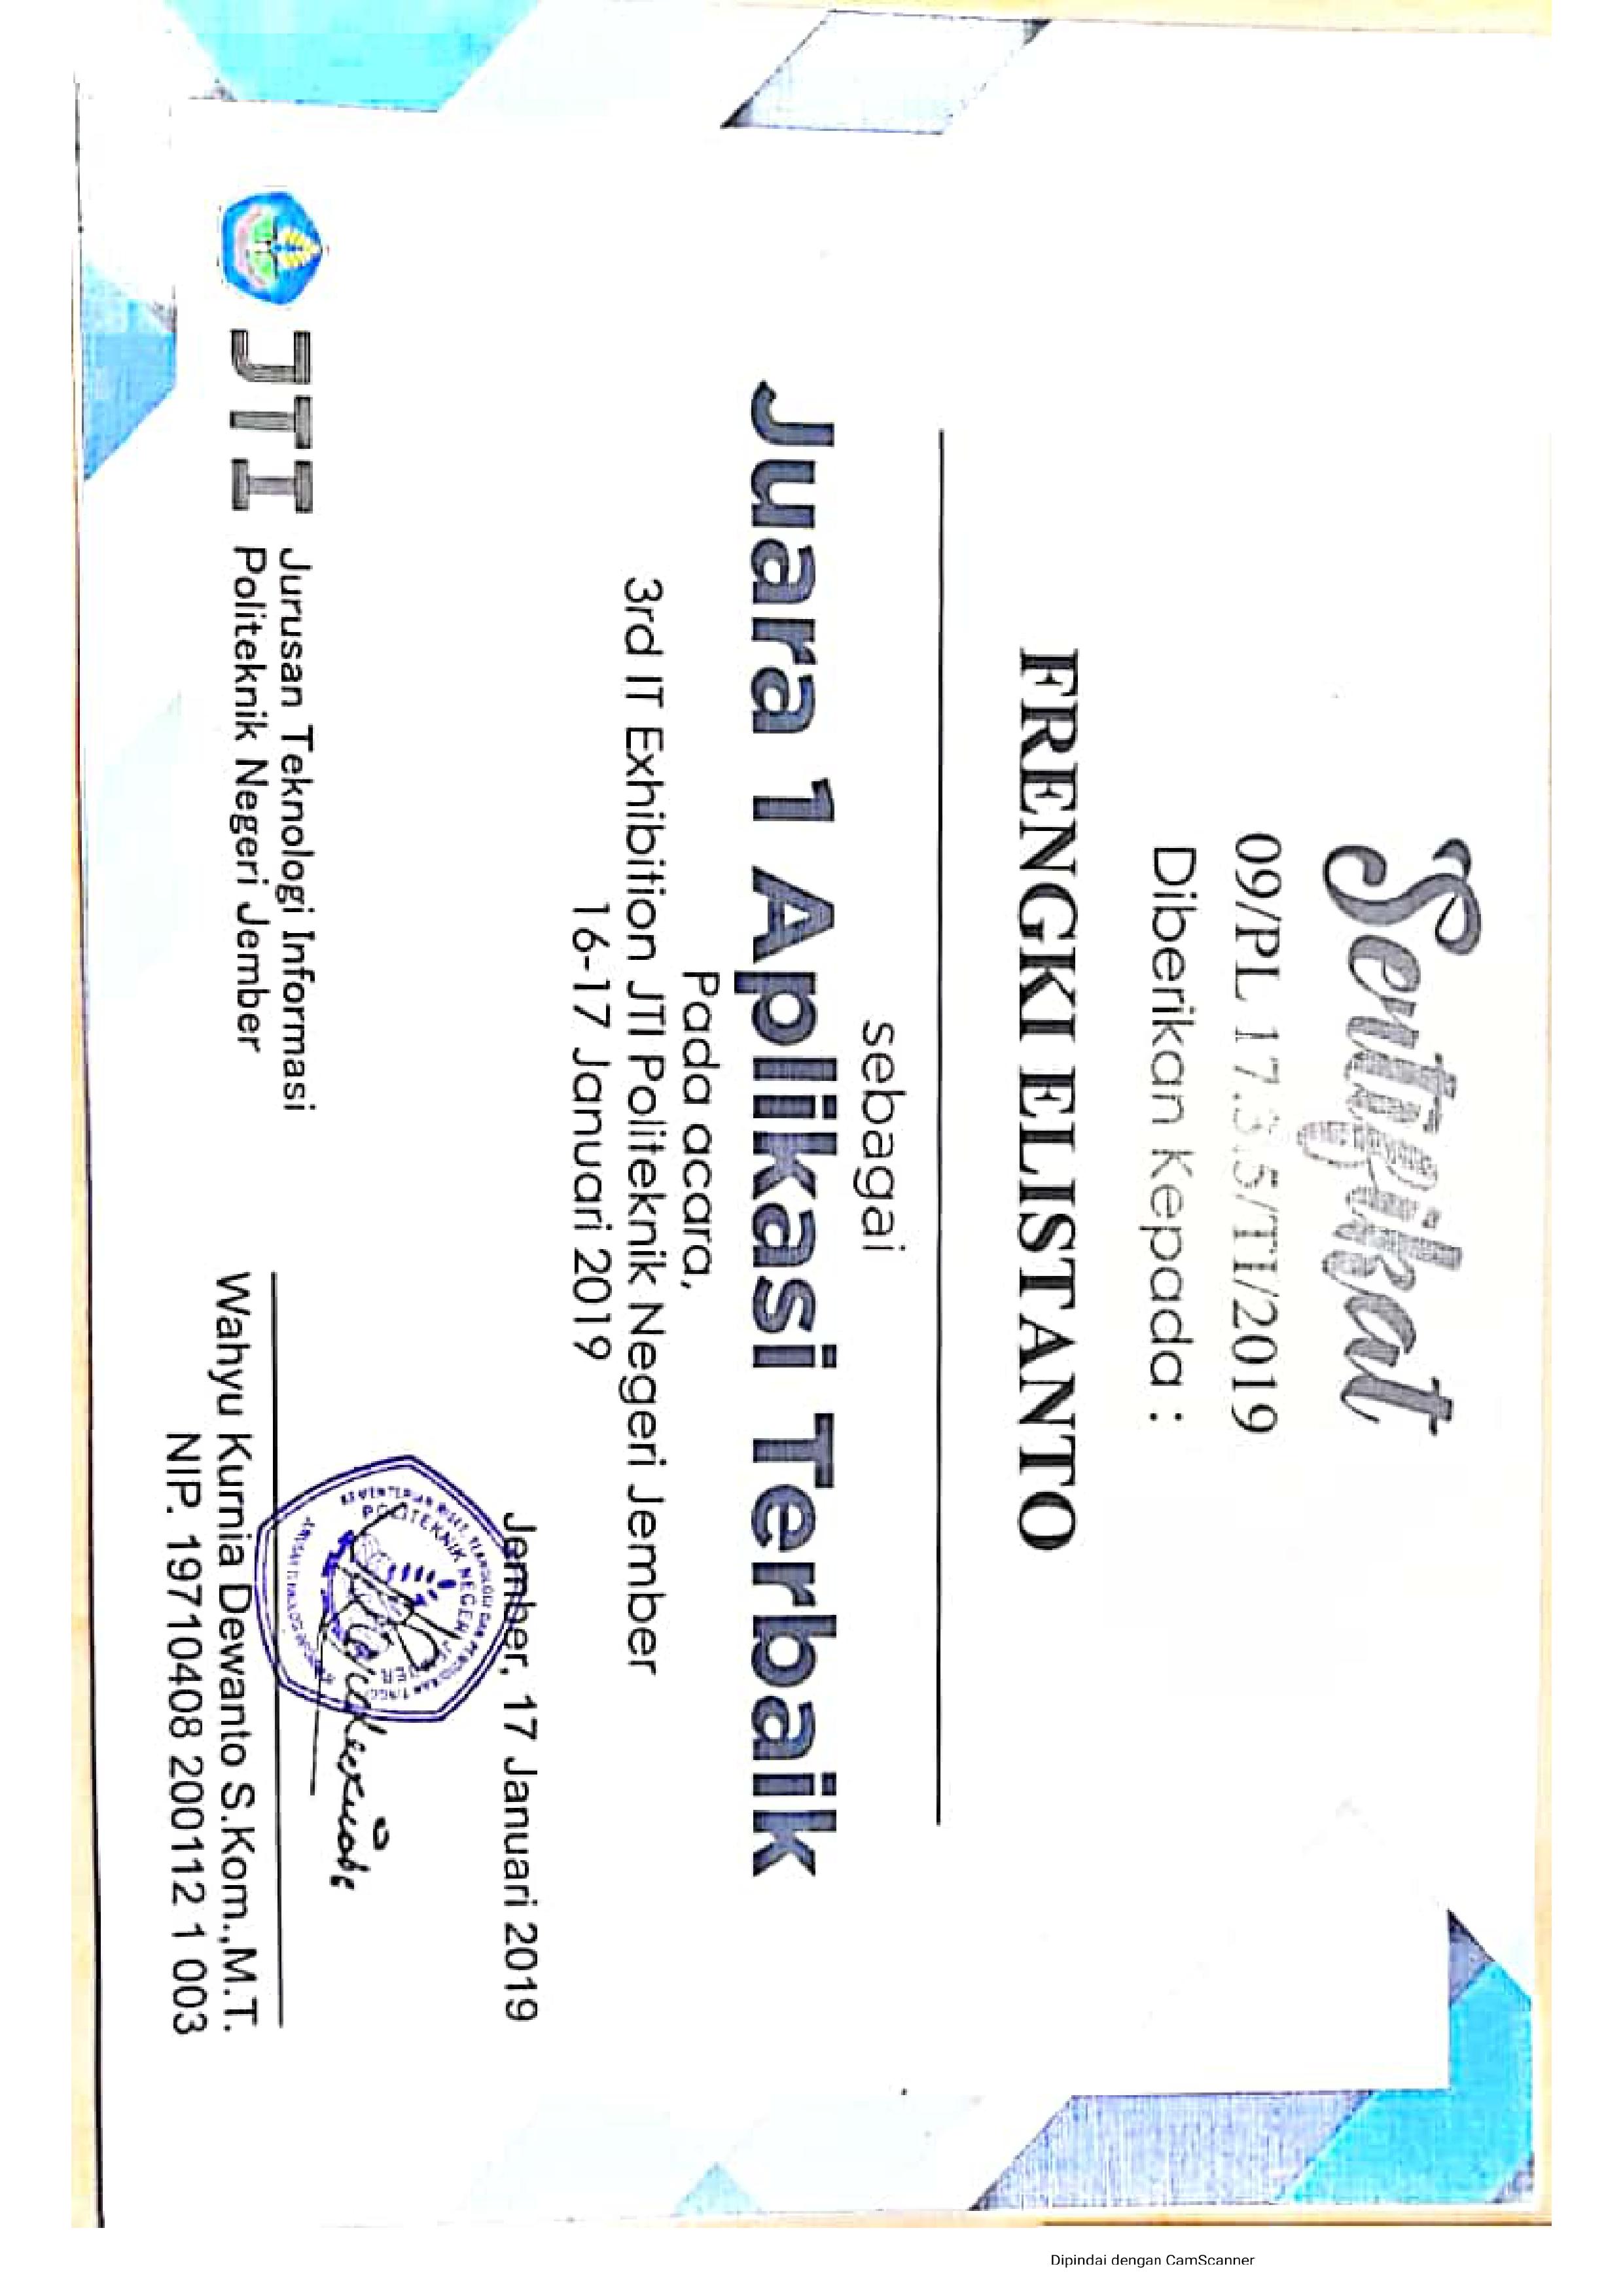 Sertifikat
09/PL 17.3.5/TI/2019
Diberikan Kepada :
FRENGKI ELISTANTO
sebagai
Juara 1 Aplikasi Terbaik
Pada acara,
3rd IT Exhibition JTI Politeknik Negeri Jember
16-17 Januari 2019
Jember, 17 Januari 2019
POLITEKNIK NEGERI JEMBER
Wahyu Kurnia Dewanto S.Kom.,M.T.
NIP. 19710408 200112 1 003
JTI
Jurusan Teknologi Informasi
Politeknik Negeri Jember
Dipindai dengan CamScanner